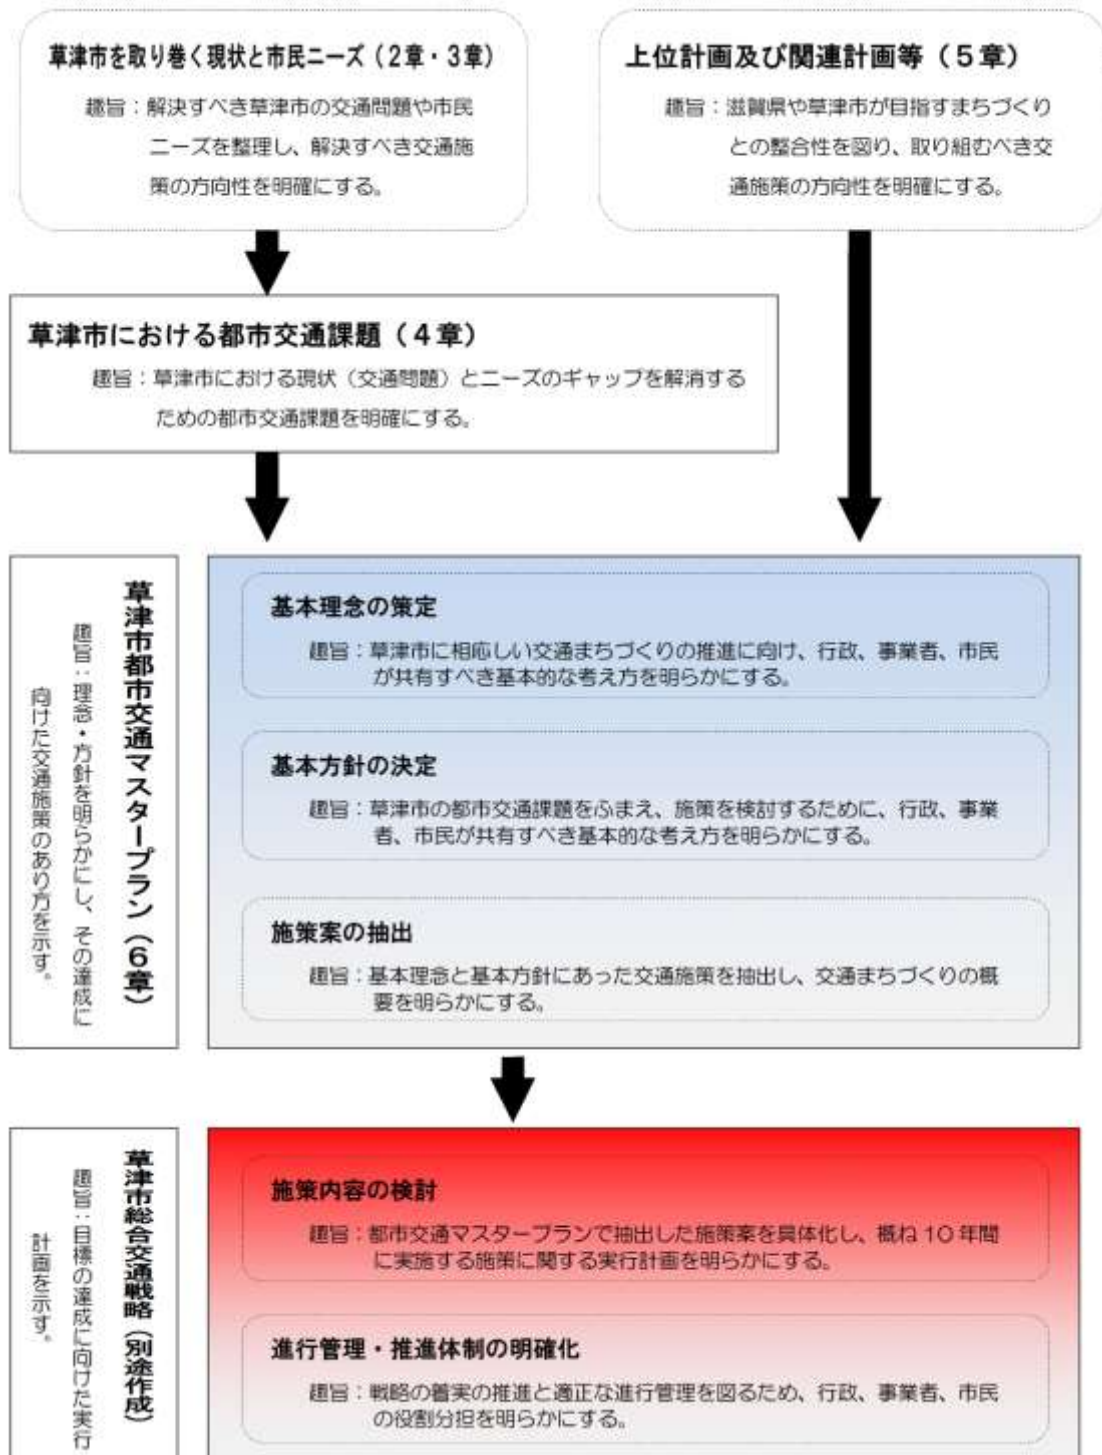 草津市を取り巻く現状と市民ニーズ（2章・3章）
趣旨：解決すべき草津市の交通問題や市民
ニーズを整理し、解決すべき交通施
策の方向性を明確にする。
上位計画及び関連計画等（5章）
趣旨：滋賀県や草津市が目指すまちづくり
との整合性を図り、取り組むべき交
通施策の方向性を明確にする。
草津市における都市交通課題（4章）
趣旨：草津市における現状（交通問題）とニーズのギャップを解消する
ための都市交通課題を明確にする。
草津市都市交通マスタープラン（6章）
趣旨：理念・方針を明らかにし、その達成に
向けた交通施策のあり方を示す。
基本理念の策定
趣旨：草津市に相応しい交通まちづくりの推進に向け、行政、事業者、市民
が共有すべき基本的な考え方を明らかにする。
基本方針の決定
趣旨：草津市の都市交通課題をふまえ、施策を検討するために、行政、事業
者、市民が共有すべき基本的な考え方を明らかにする。
施策案の抽出
趣旨：基本理念と基本方針にあった交通施策を抽出し、交通まちづくりの概
要を明らかにする。
草津市総合交通戦略（別途作成）
趣旨：目標の達成に向けた実行
計画を示す。
施策内容の検討
趣旨：都市交通マスタープランで抽出した施策案を具体化し、概ね10年間
に実施する施策に関する実行計画を明らかにする。
進行管理・推進体制の明確化
趣旨：戦略の着実の推進と適正な進行管理を図るため、行政、事業者、市民
の役割分担を明らかにする。